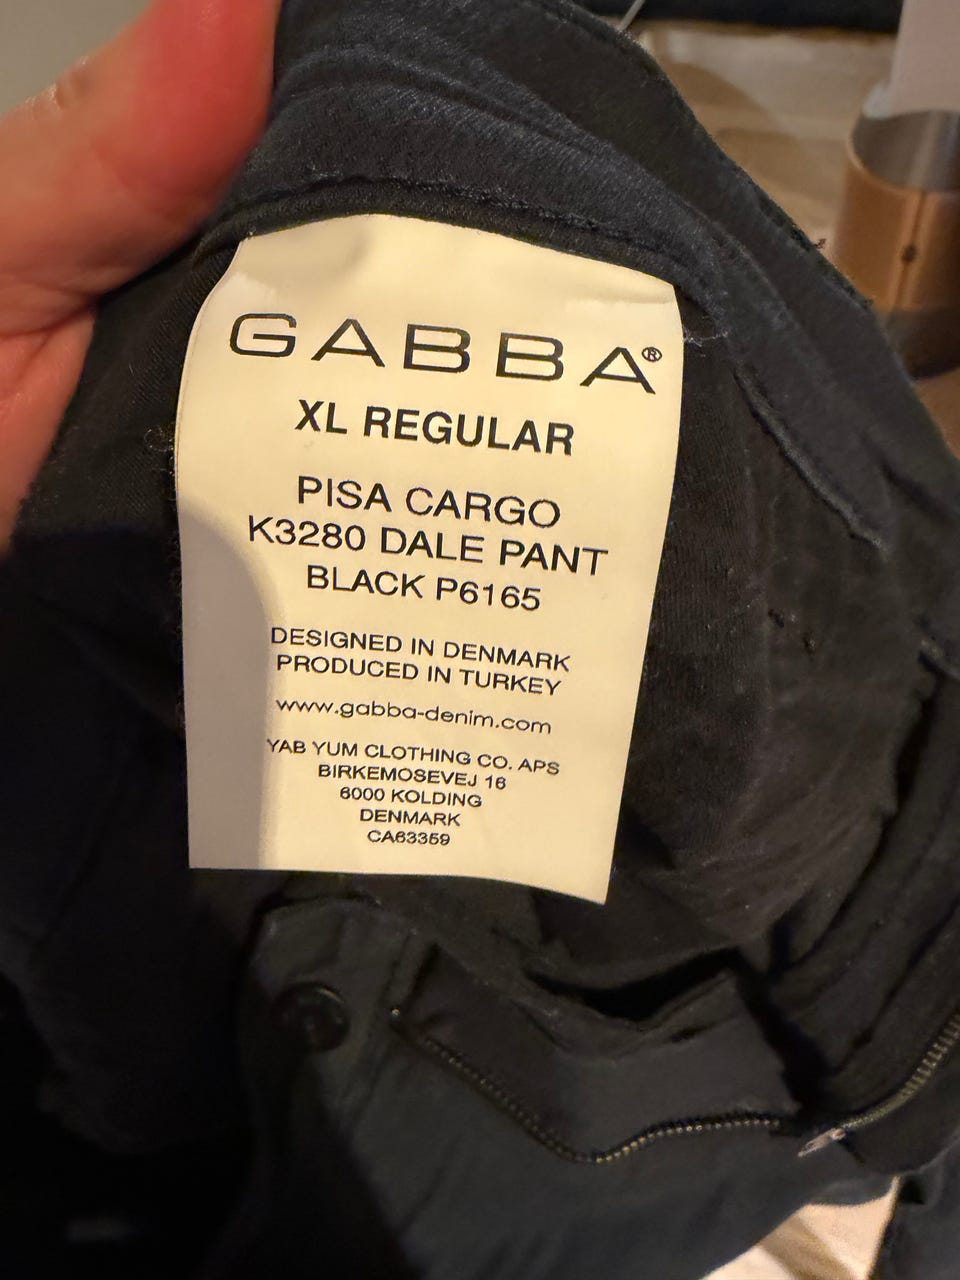 GABBA®
XL REGULAR
PISA CARGO
K3280 DALE PANT
BLACK P6165
DESIGNED IN DENMARK
PRODUCED IN TURKEY
www.gabba-denim.com
YAB YUM CLOTHING CO. APS
BIRKEMOSEVEJ 16
6000 KOLDING
DENMARK
CA63359